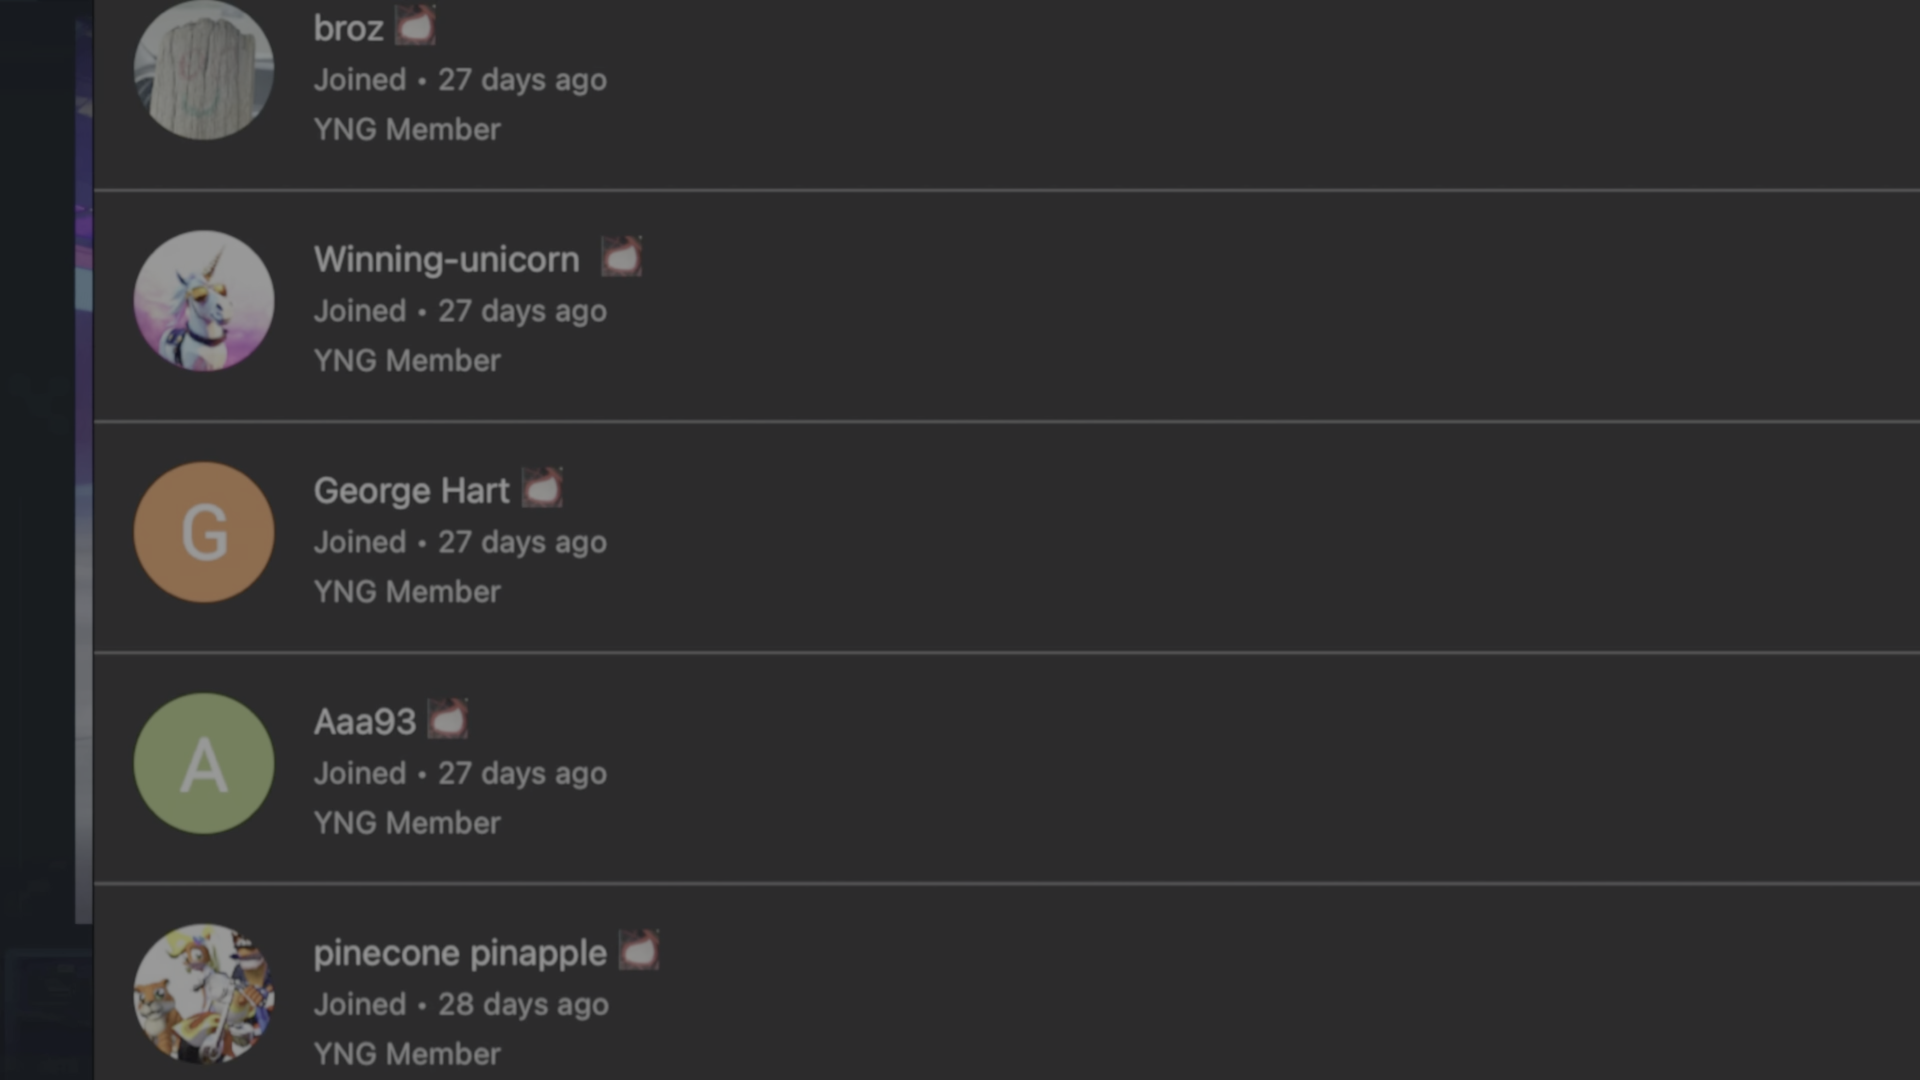 broz
Joined • 27 days ago
YNG Member
Winning-unicorn
Joined • 27 days ago
YNG Member
G
George Hart
Joined • 27 days ago
YNG Member
A
Aaa93
Joined • 27 days ago
YNG Member
pinecone pinapple
Joined • 28 days ago
YNG Member